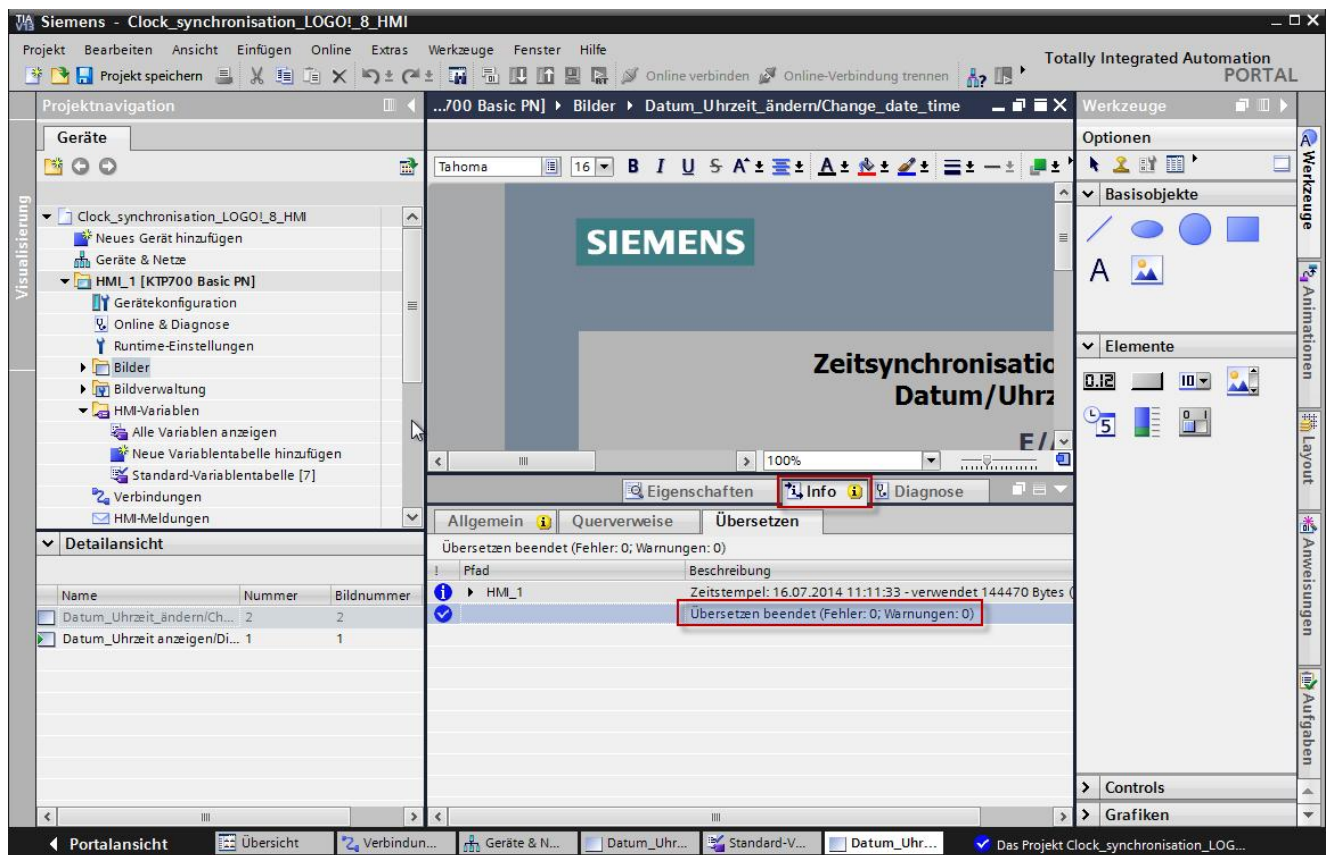 Siemens - Clock_synchronisation_LOGO!_8_HMI
Projekt Bearbeiten Ansicht Einfügen Online Extras Werkzeuge Fenster Hilfe
Totally Integrated Automation
PORTAL
Projekt speichern
Online verbinden
Online-Verbindung trennen
Projektnavigation
...700 Basic PN] Bilder Datum_Uhrzeit_ändern/Change_date_time
Werkzeuge
Geräte
Optionen
Tahoma
16
B I U S A
Visualisierung
Clock_synchronisation_LOGO!_8_HMI
Neues Gerät hinzufügen
Geräte & Netze
HMI_1 [KTP700 Basic PN]
Gerätekonfiguration
Online & Diagnose
Runtime-Einstellungen
Bilder
Bildverwaltung
HMI-Variablen
Alle Variablen anzeigen
Neue Variablentabelle hinzufügen
Standard-Variablentabelle [7]
Verbindungen
HMI-Meldungen
SIEMENS
Zeitsynchronisatio
Datum/Uhrz
E/
100%
Basisobjekte
A
Elemente
0.12
10
5
Werkzeuge
Animationen
Layout
Anweisungen
Aufgaben
Eigenschaften
Info
Diagnose
Allgemein
Querverweise
Übersetzen
Übersetzen beendet (Fehler: 0; Warnungen: 0)
! Pfad Beschreibung
HMI_1 Zeitstempel: 16.07.2014 11:11:33 - verwendet 144470 Bytes (
Übersetzen beendet (Fehler: 0; Warnungen: 0)
Detailansicht
Name Nummer Bildnummer
Datum_Uhrzeit_ändern/Ch... 2 2
Datum_Uhrzeit anzeigen/Di... 1 1
Controls
Grafiken
Portalansicht
Übersicht
Verbindun...
Geräte & N...
Datum_Uhr...
Standard-V...
Datum_Uhr...
Das Projekt Clock_synchronisation_LOG...